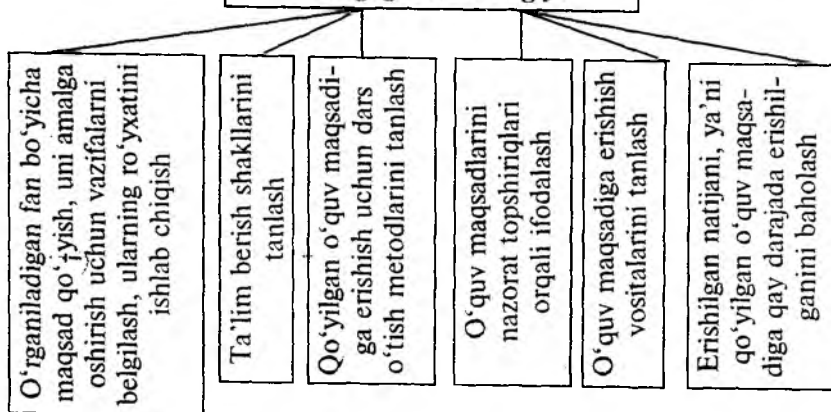 O‘rganiladigan fan bo‘yicha
maqsad qo‘yish, uni amalga
oshirish uchun vazifalarni
belgilash, ularning ro‘yxatini
ishlab chiqish
Ta’lim berish shakllarini
tanlash
Qo‘yilgan o‘quv maqsadi-
ga erishish uchun dars
o‘tish metodlarini tanlash
O‘quv maqsadlarini
nazorat topshiriqlari
orqali ifodalash
O‘quv maqsadiga erishish
vositalarini tanlash
Erishilgan natijani, ya’ni
qo‘yilgan o‘quv maqsa-
diga qay darajada erishil-
ganini baholash